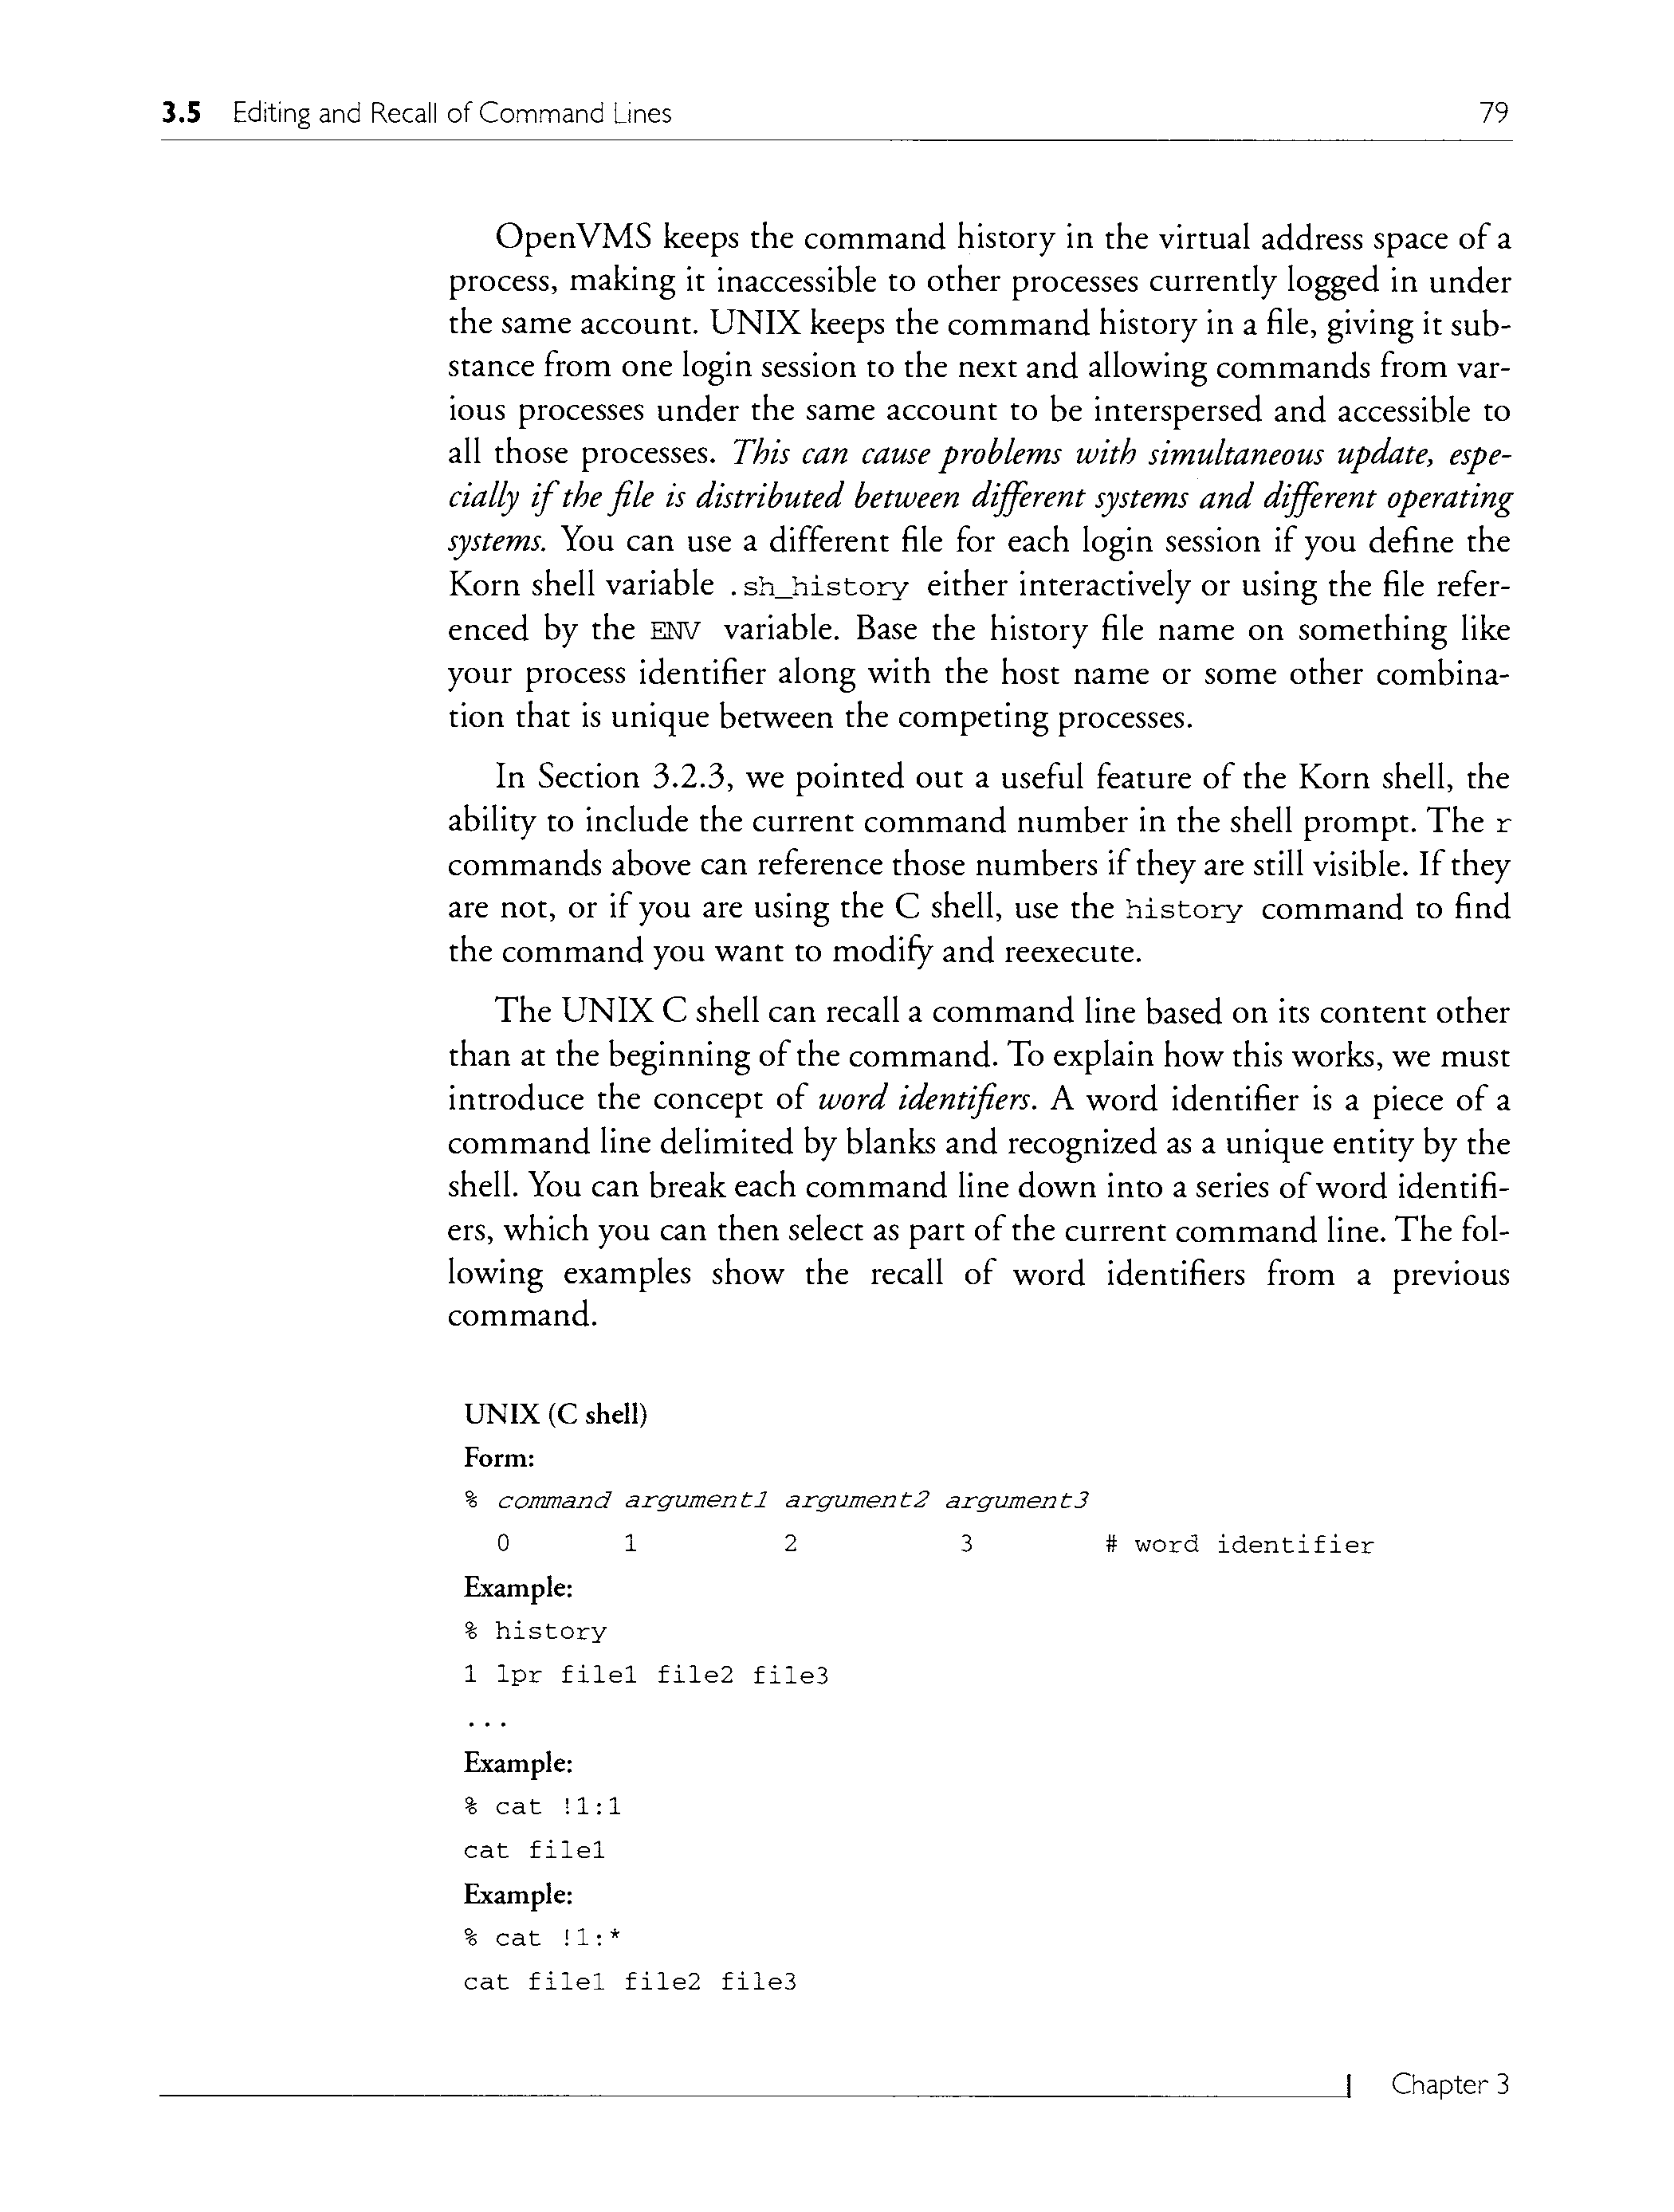 3.5 Editing and Recall of Command Lines 79
OpenVMS keeps the command history in the virtual address space of a
process, making it inaccessible to other processes currently logged in under
the same account. UNIX keeps the command history in a file, giving it sub-
stance from one login session to the next and allowing commands from var-
ious processes under the same account to be interspersed and accessible to
all those processes. This can cause problems with simultaneous update, espe-
cially if the file is distributed between different systems and different operating
systems. You can use a different file for each login session if you define the
Korn shell variable .sh_history either interactively or using the file refer-
enced by the ENV variable. Base the history file name on something like
your process identifier along with the host name or some other combina-
tion that is unique between the competing processes.
In Section 3.2.3, we pointed out a useful feature of the Korn shell, the
ability to include the current command number in the shell prompt. The r
commands above can reference those numbers if they are still visible. If they
are not, or if you are using the C shell, use the history command to find
the command you want to modify and reexecute.
The UNIX C shell can recall a command line based on its content other
than at the beginning of the command. To explain how this works, we must
introduce the concept of word identifiers. A word identifier is a piece of a
command line delimited by blanks and recognized as a unique entity by the
shell. You can break each command line down into a series of word identifi-
ers, which you can then select as part of the current command line. The fol-
lowing examples show the recall of word identifiers from a previous
command.
UNIX (C shell)
Form:
% command argument1 argument2 argument3
0 1 2 3 # word identifier
Example:
% history
1 lpr file1 file2 file3
...
Example:
% cat !1:1
cat file1
Example:
% cat !1:*
cat file1 file2 file3
Chapter 3